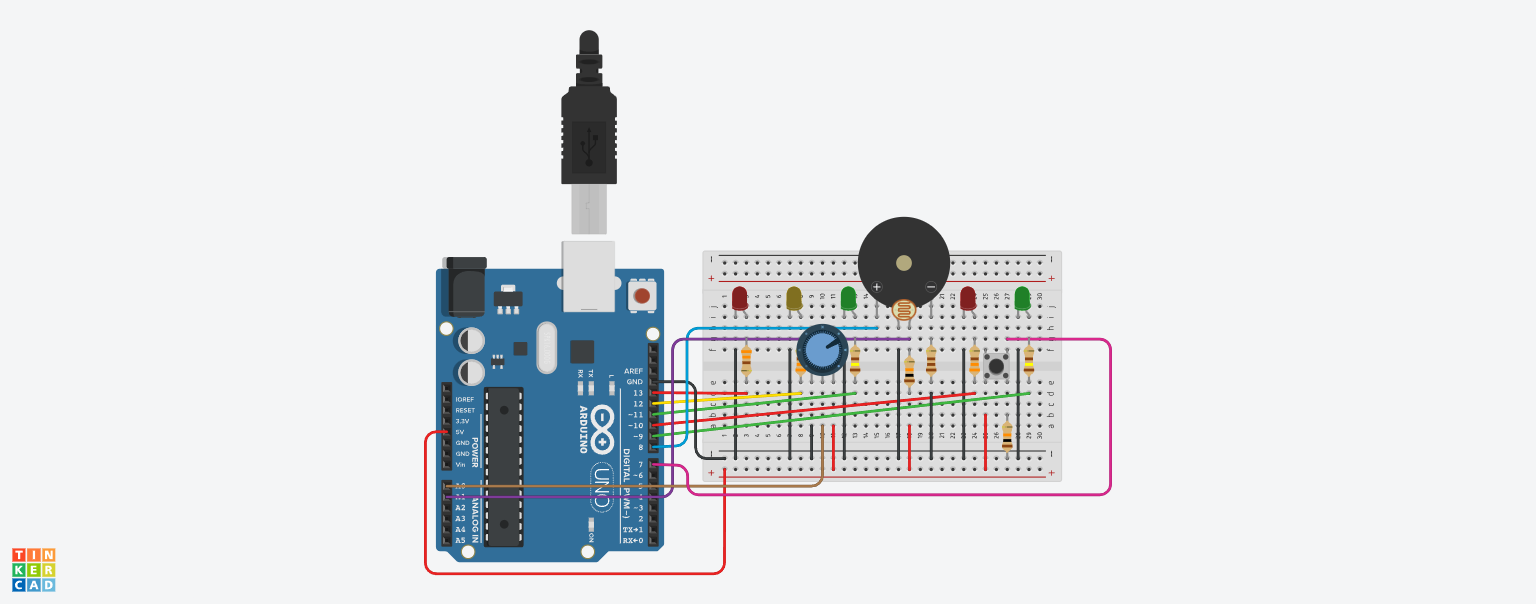 AREF
GND
13
12
~11
~10
~9
8
7
~6
~3
2
TX→1
RX←0
IOREF
RESET
3.3V
5V
GND
GND
Vin
A0
A1
A2
A3
A4
A5
POWER
ANALOG IN
RX
TX
L
ARDUINO
UNO
DIGITAL (PWM~)
ON
TIN
KER
CAD